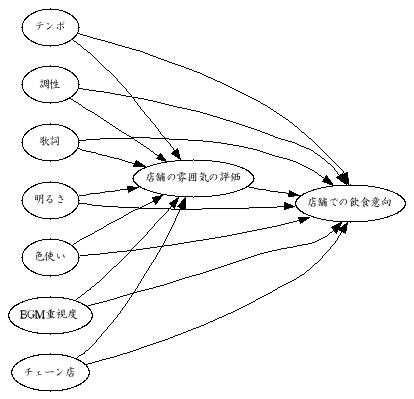 テンポ
調性
歌詞
店舗の雰囲気の評価
明るさ
店舗での飲食意向
色使い
BGM重視度
チェーン店